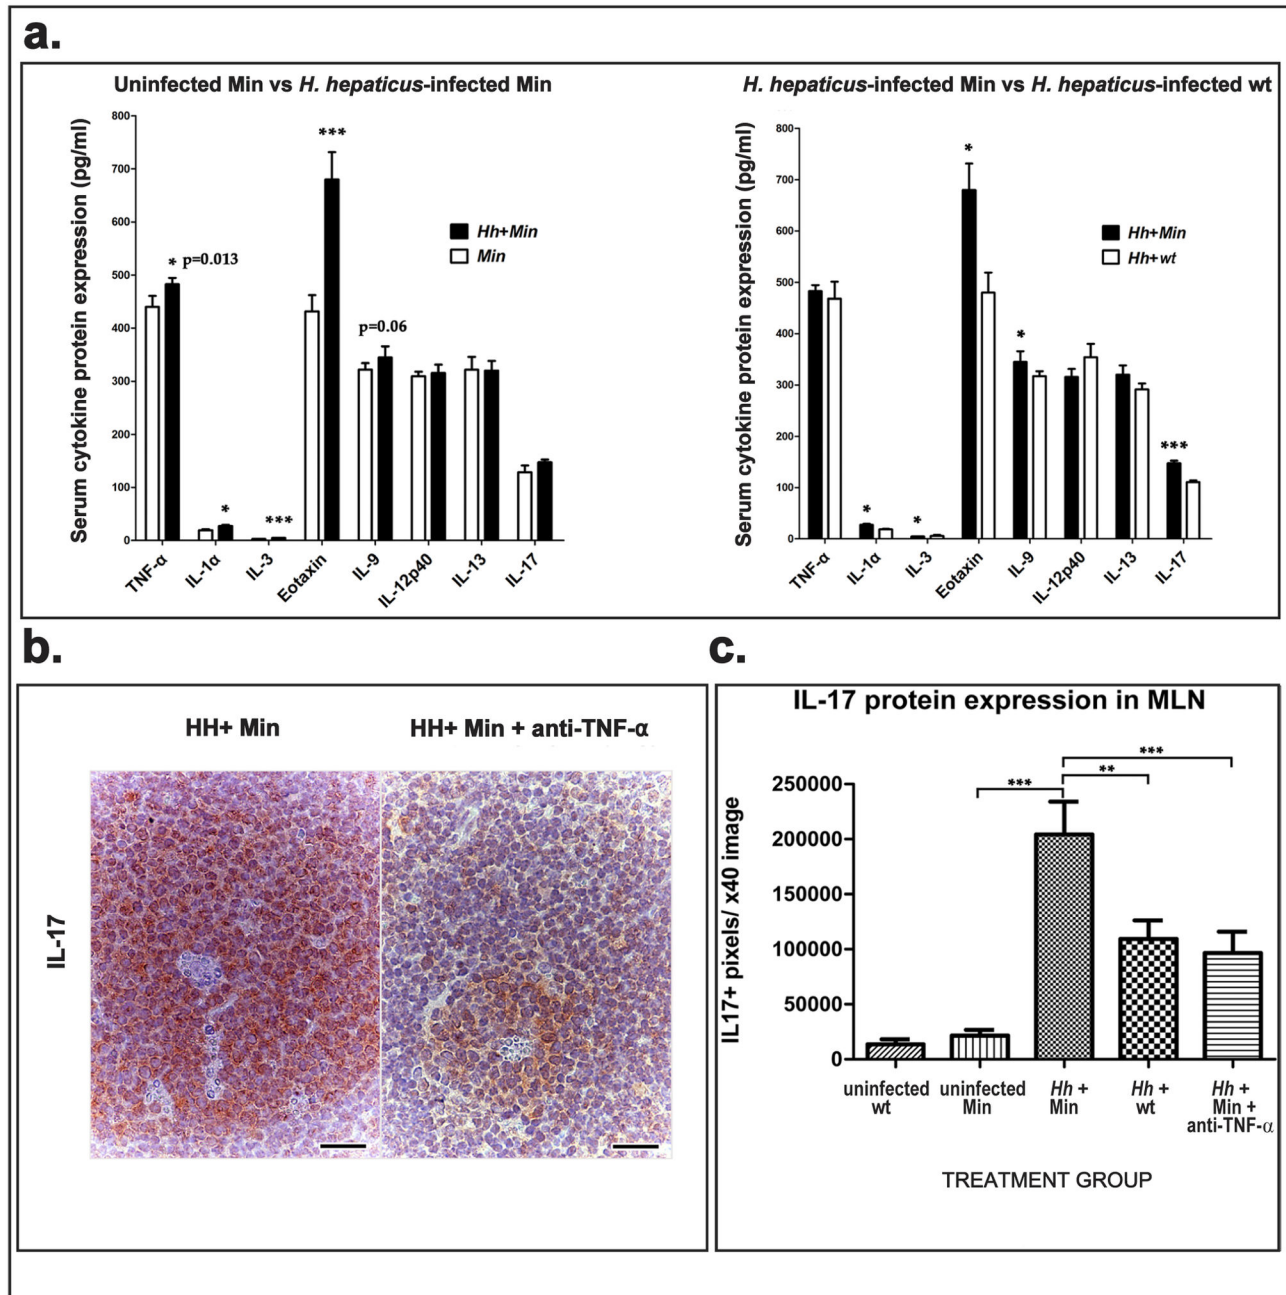 a.
Uninfected Min vs H. hepaticus-infected Min
Serum cytokine protein expression (pg/ml)
800
700
600
500
400
300
200
100
0
***
* p=0.013
*
***
p=0.06
Hh+Min
Min
TNF-α
IL-1α
IL-3
Eotaxin
IL-9
IL-12p40
IL-13
IL-17
H. hepaticus-infected Min vs H. hepaticus-infected wt
Serum cytokine protein expression (pg/ml)
800
700
600
500
400
300
200
100
0
*
*
*
*
***
Hh+Min
Hh+wt
TNF-α
IL-1α
IL-3
Eotaxin
IL-9
IL-12p40
IL-13
IL-17
b.
HH+ Min
HH+ Min + anti-TNF-α
IL-17
c.
IL-17 protein expression in MLN
IL17+ pixels/ x40 image
250000
200000
150000
100000
50000
0
***
**
***
uninfected
wt
uninfected
Min
Hh +
Min
Hh +
wt
Hh +
Min +
anti-TNF-α
TREATMENT GROUP